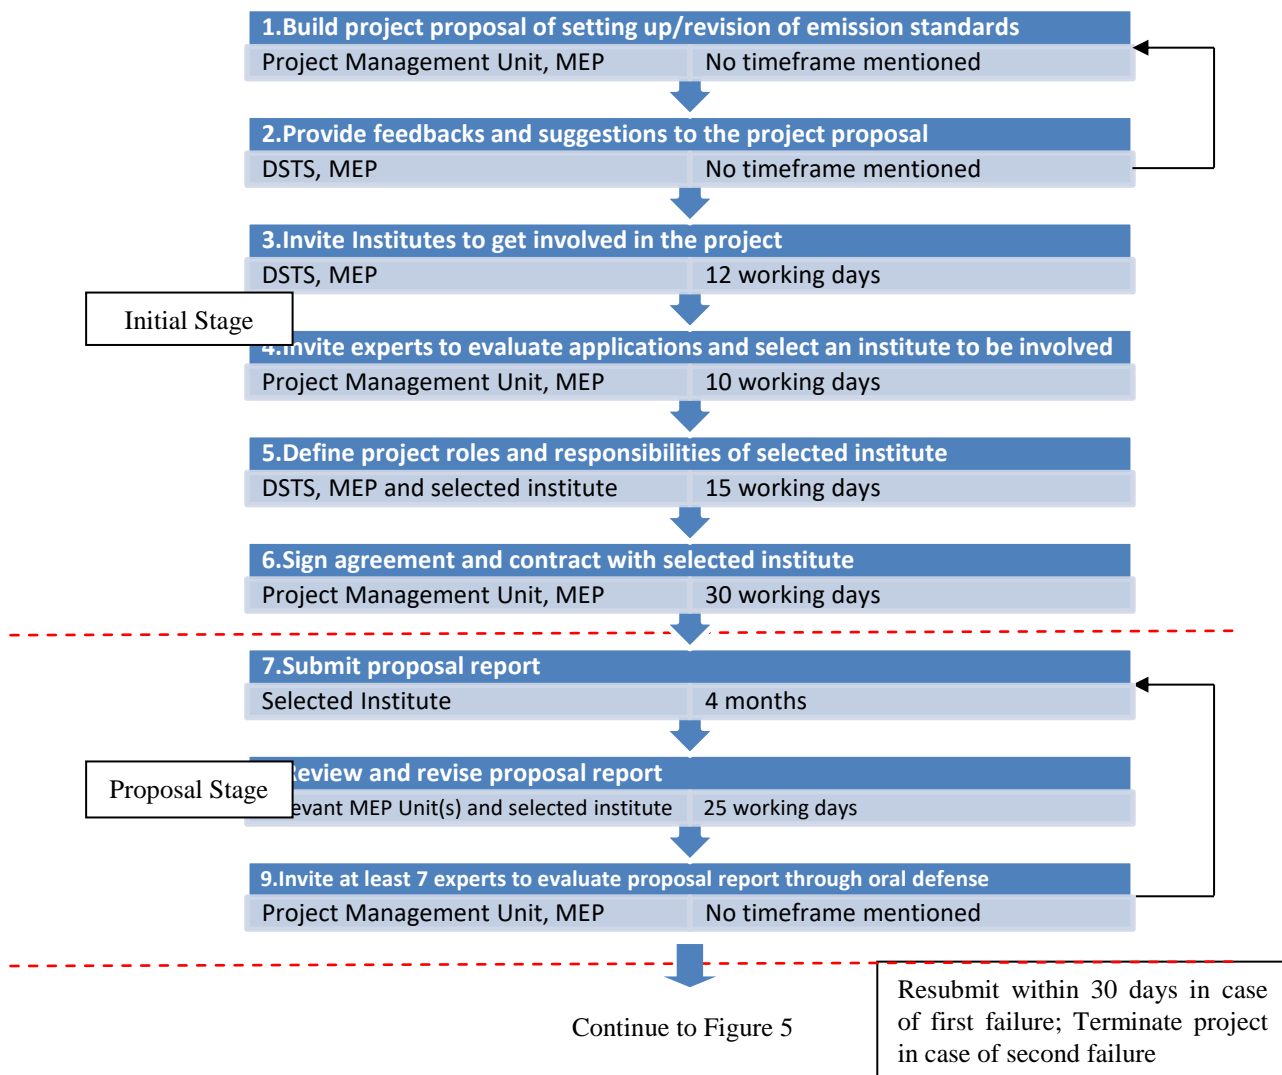 1.Build project proposal of setting up/revision of emission standards
Project Management Unit, MEP No timeframe mentioned
2.Provide feedbacks and suggestions to the project proposal
DSTS, MEP No timeframe mentioned
3.Invite Institutes to get involved in the project
DSTS, MEP 12 working days
Initial Stage
4.Invite experts to evaluate applications and select an institute to be involved
Project Management Unit, MEP 10 working days
5.Define project roles and responsibilities of selected institute
DSTS, MEP and selected institute 15 working days
6.Sign agreement and contract with selected institute
Project Management Unit, MEP 30 working days
7.Submit proposal report
Selected Institute 4 months
Review and revise proposal report
Proposal Stage
evant MEP Unit(s) and selected institute 25 working days
9.Invite at least 7 experts to evaluate proposal report through oral defense
Project Management Unit, MEP No timeframe mentioned
Continue to Figure 5
Resubmit within 30 days in case
of first failure; Terminate project
in case of second failure